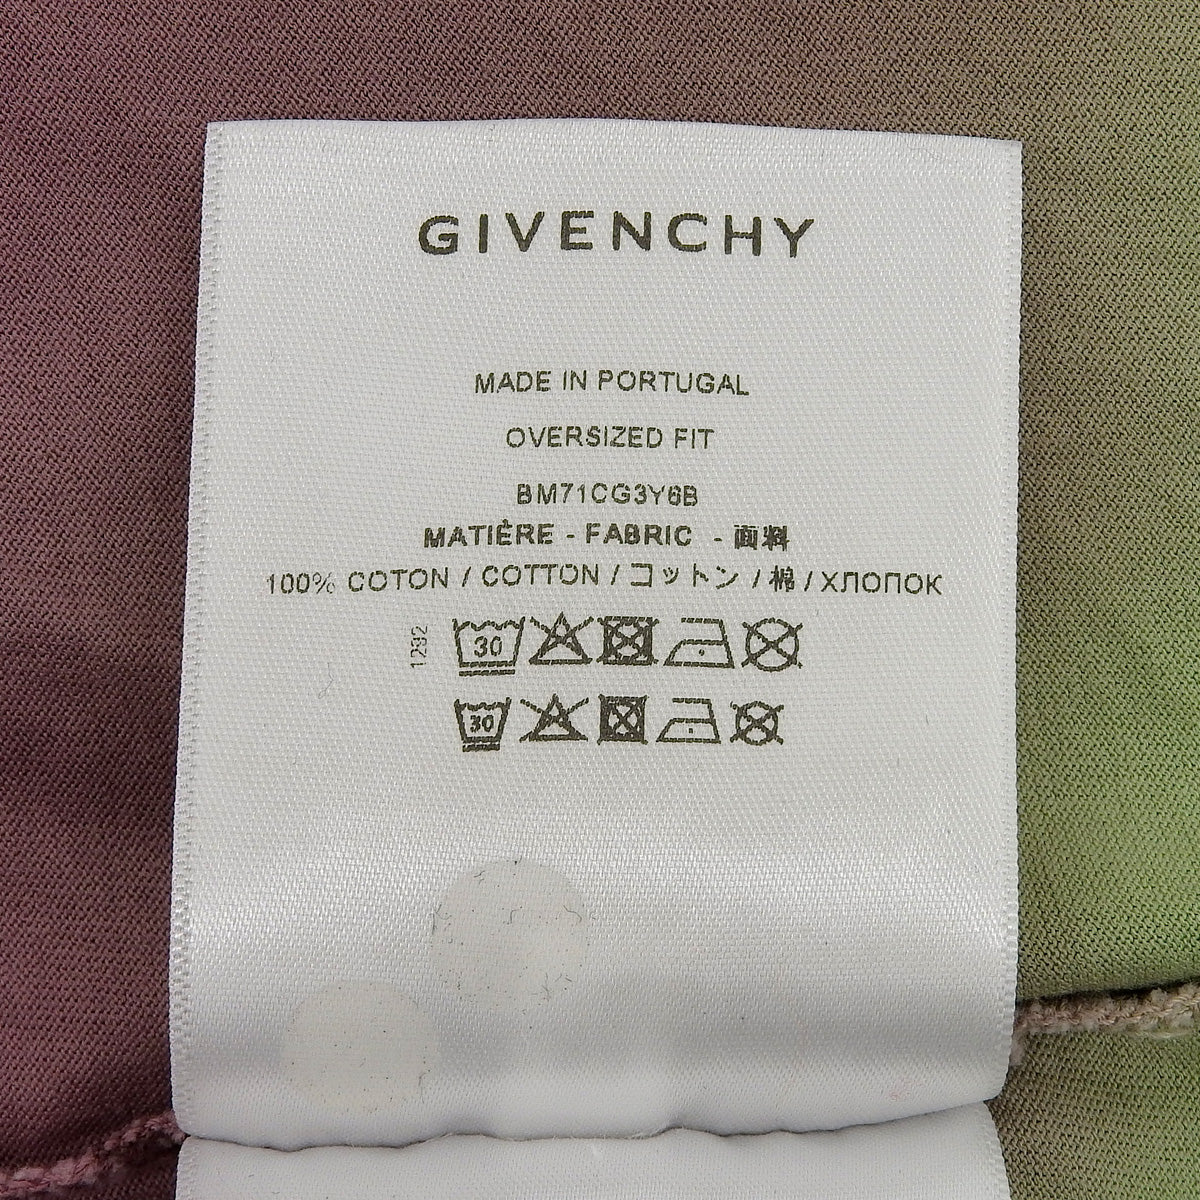 GIVENCHY
MADE IN PORTUGAL
OVERSIZED FIT
BM71CG3Y6B
MATIÈRE - FABRIC - 面料
100% COTON / COTTON / コットン / 棉 / ХЛОПОК
1292
30
30